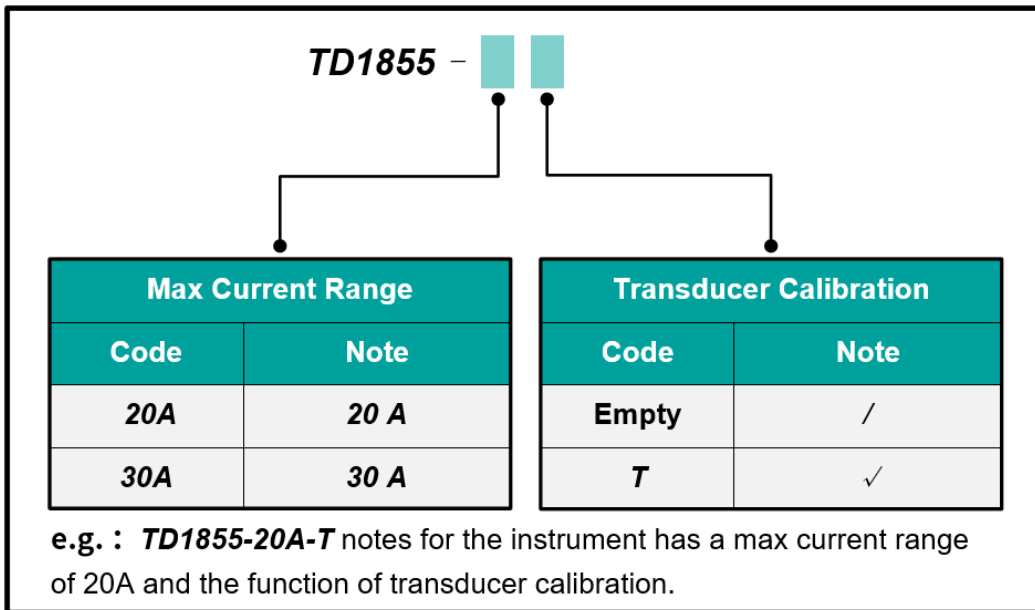 TD1855 –
Max Current Range
Code Note
20A 20 A
30A 30 A
Transducer Calibration
Code Note
Empty /
T √
e.g.： TD1855-20A-T notes for the instrument has a max current range
of 20A and the function of transducer calibration.